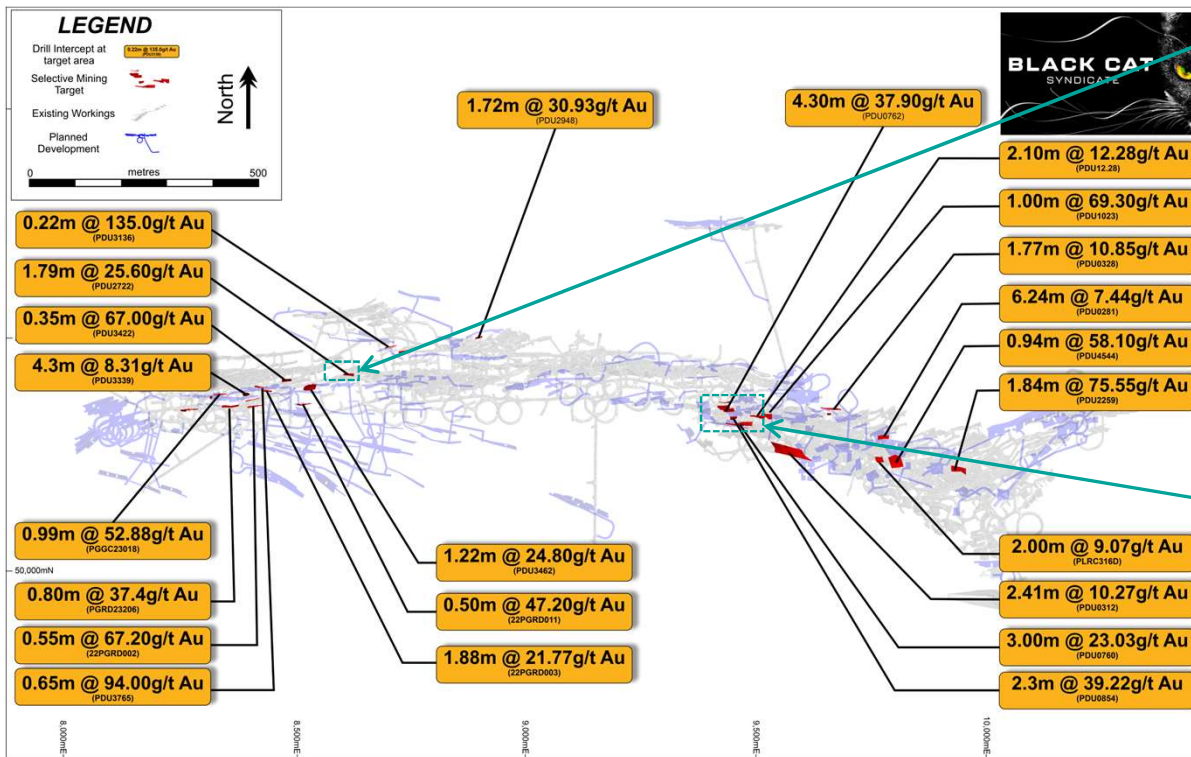 LEGEND
Drill Intercept at
target area
0.22m @ 135.0g/t Au
(PDU3136)
Selective Mining
Target
Existing Workings
Planned
Development
North
metres
0
500
BLACK CAT
SYNDICATE
1.72m @ 30.93g/t Au
(PDU2948)
4.30m @ 37.90g/t Au
(PDU0762)
2.10m @ 12.28g/t Au
(PDU12.28)
1.00m @ 69.30g/t Au
(PDU1023)
1.77m @ 10.85g/t Au
(PDU0328)
6.24m @ 7.44g/t Au
(PDU0281)
0.94m @ 58.10g/t Au
(PDU4544)
1.84m @ 75.55g/t Au
(PDU2259)
0.22m @ 135.0g/t Au
(PDU3136)
1.79m @ 25.60g/t Au
(PDU2722)
0.35m @ 67.00g/t Au
(PDU3422)
4.3m @ 8.31g/t Au
(PDU3339)
0.99m @ 52.88g/t Au
(PGGC23018)
50,000mN
0.80m @ 37.4g/t Au
(PGRD23206)
0.55m @ 67.20g/t Au
(22PGRD002)
0.65m @ 94.00g/t Au
(PDU3765)
1.22m @ 24.80g/t Au
(PDU3462)
0.50m @ 47.20g/t Au
(22PGRD011)
1.88m @ 21.77g/t Au
(22PGRD003)
2.00m @ 9.07g/t Au
(PLRC316D)
2.41m @ 10.27g/t Au
(PDU0312)
3.00m @ 23.03g/t Au
(PDU0760)
2.3m @ 39.22g/t Au
(PDU0854)
8,000mE
8,500mE
9,000mE
9,500mE
10,000mE